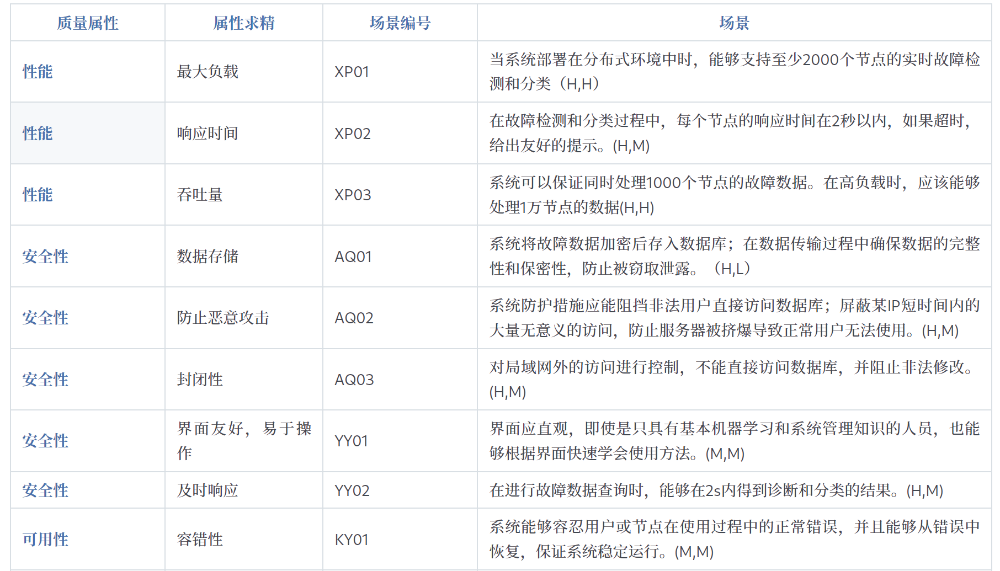 质量属性 属性求精 场景编号 场景
性能 最大负载 XP01 当系统部署在分布式环境中时，能够支持至少2000个节点的实时故障检
测和分类（H,H）
性能 响应时间 XP02 在故障检测和分类过程中，每个节点的响应时间在2秒以内，如果超时，
给出友好的提示。(H,M)
性能 吞吐量 XP03 系统可以保证同时处理1000个节点的故障数据。在高负载时，应该能够
处理1万节点的数据(H,H)
安全性 数据存储 AQ01 系统将故障数据加密后存入数据库；在数据传输过程中确保数据的完整
性和保密性，防止被窃取泄露。（H,L）
安全性 防止恶意攻击 AQ02 系统防护措施应能阻挡非法用户直接访问数据库；屏蔽某IP短时间内的
大量无意义的访问，防止服务器被挤爆导致正常用户无法使用。(H,M)
安全性 封闭性 AQ03 对局域网外的访问进行控制，不能直接访问数据库，并阻止非法修改。
(H,M)
安全性 界面友好，易于操
作 YY01 界面应直观，即使是只具有基本机器学习和系统管理知识的人员，也能
够根据界面快速学会使用方法。(M,M)
安全性 及时响应 YY02 在进行故障数据查询时，能够在2s内得到诊断和分类的结果。(H,M)
可用性 容错性 KY01 系统能够容忍用户或节点在使用过程中的正常错误，并且能够从错误中
恢复，保证系统稳定运行。(M,M)